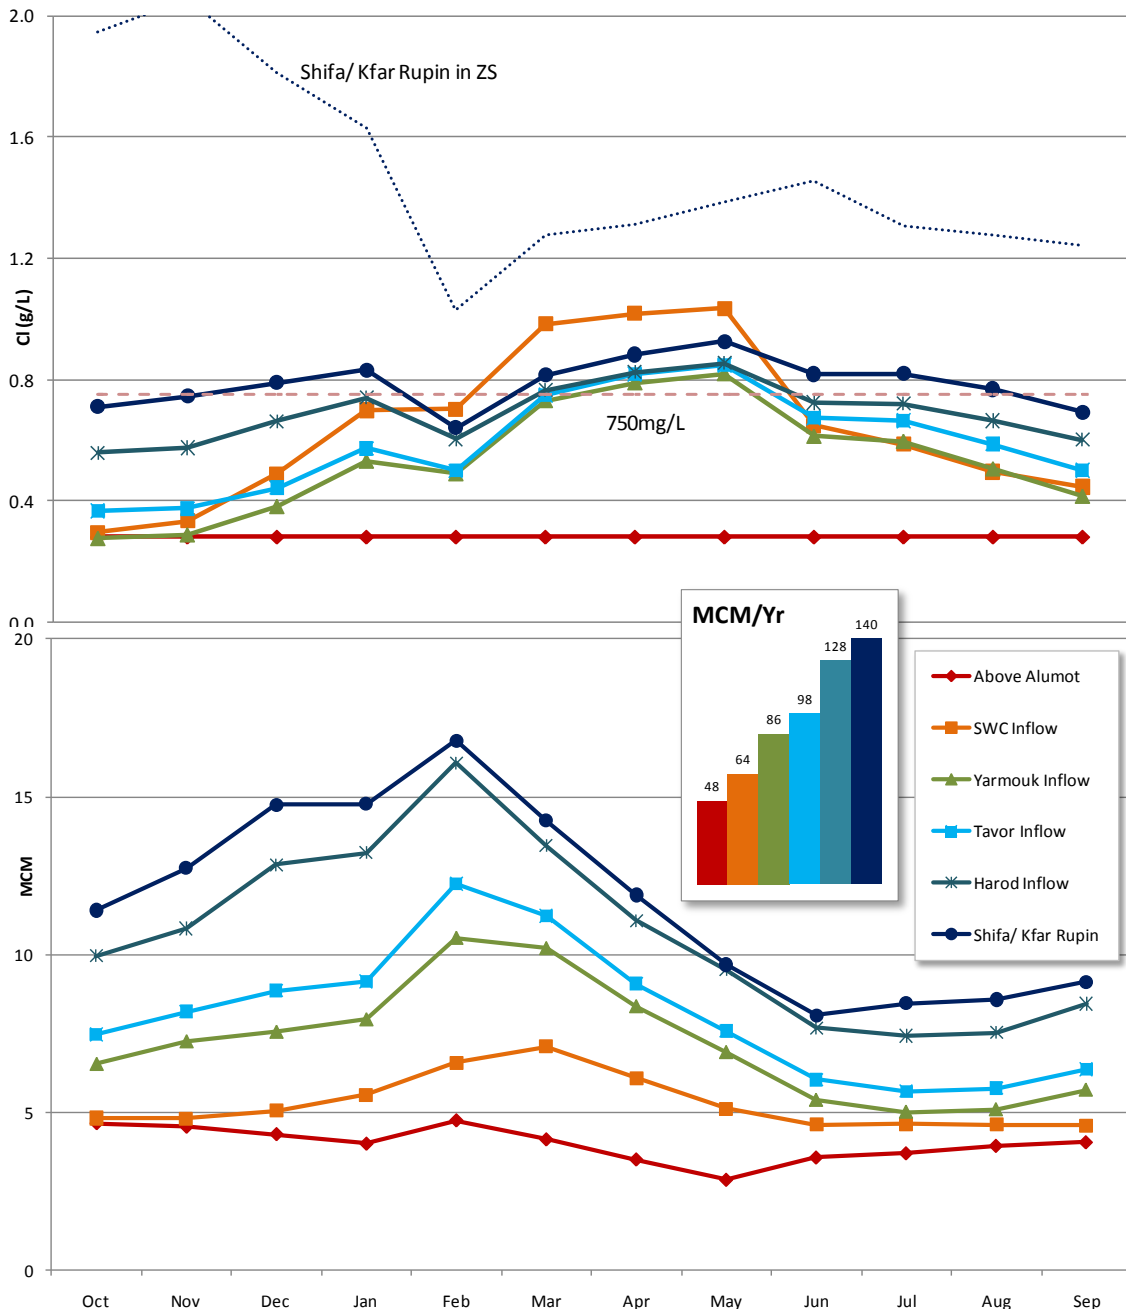 2.0
Shifa/ Kfar Rupin in ZS
1.6
1.2
Cl (g/L)
0.8
750mg/L
0.4
0.0
20
MCM/Yr
140
128
98
86
64
48
Above Alumot
SWC Inflow
Yarmouk Inflow
Tavor Inflow
Harod Inflow
Shifa/ Kfar Rupin
15
MCM
10
5
0
Oct Nov Dec Jan Feb Mar Apr May Jun Jul Aug Sep